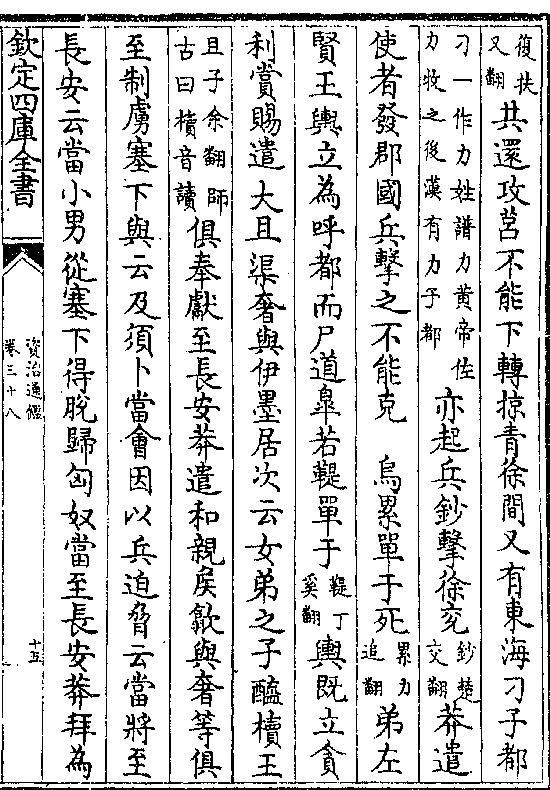 復扶
又翻
共還攻莒不能下轉掠青徐間又有東海刁子都
刁一作力姓譜力黄帝佐
力牧之後漢有力子都
亦起兵鈔擊徐兖
鈔楚
交翻
莽遣
使者發郡國兵擊之不能克　烏累單于死
累力
追翻
弟左
賢王輿立為呼都而尸道臯若鞮單于
鞮丁
奚翻
輿既立貪
利賞賜遣大且渠奢與伊墨居次云女弟之子醯櫝王
且子余翻師
古曰櫝音讀
俱奉獻至長安莽遣和親侯歙與奢等俱
至制虜塞下與云及須卜當會因以兵迫脅云當將至
長安云當小男從塞下得脫歸匈奴當至長安莽拜為
欽定四庫全書
資治通鑑
卷三十八
十五